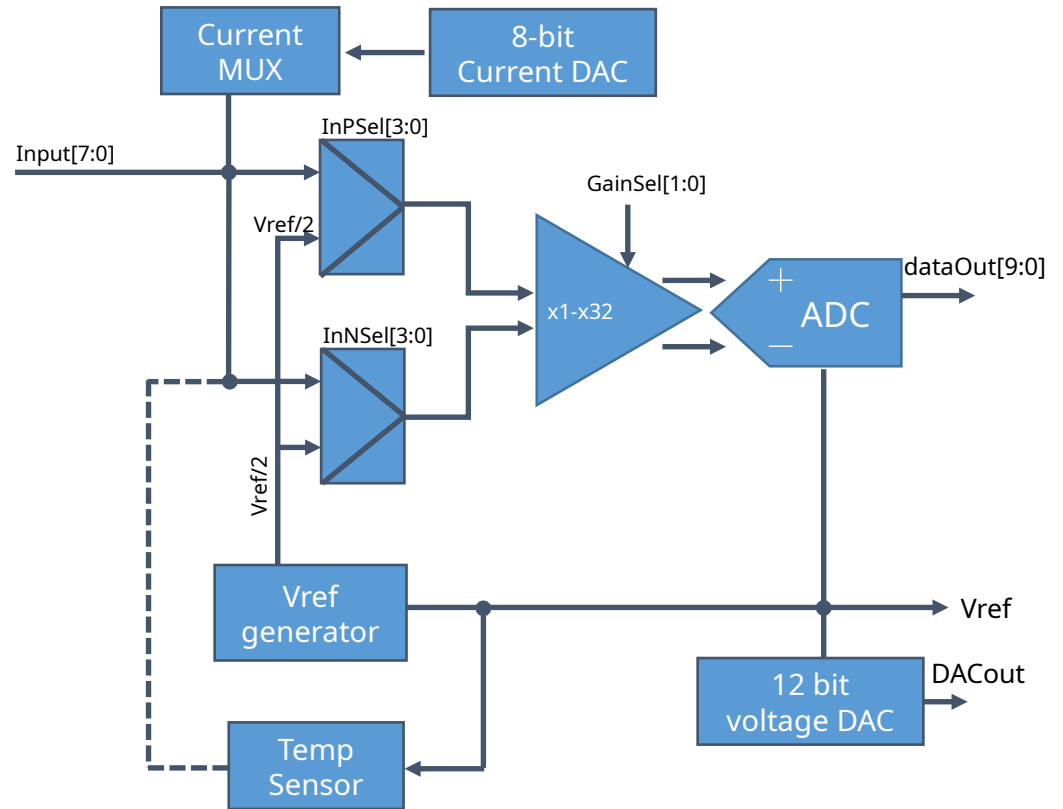 Current
MUX
8-bit
Current DAC
InPSel[3:0]
Input[7:0]
GainSel[1:0]
Vref/2
dataOut[9:0]
+
ADC
−
x1-x32
InNSel[3:0]
Vref/2
Vref
generator
Vref
12 bit
voltage DAC
DACout
Temp
Sensor